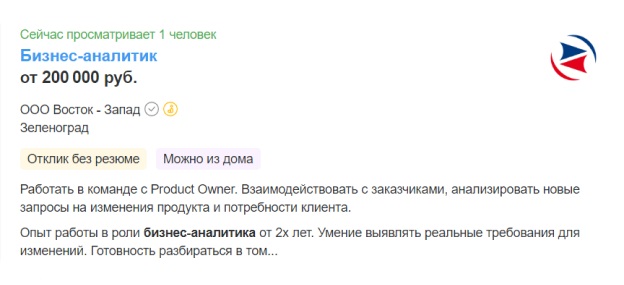 Сейчас просматривает 1 человек
Бизнес-аналитик
от 200 000 руб.
ООО Восток - Запад
Зеленоград
Отклик без резюме Можно из дома
Работать в команде с Product Owner. Взаимодействовать с заказчиками, анализировать новые
запросы на изменения продукта и потребности клиента.
Опыт работы в роли бизнес-аналитика от 2х лет. Умение выявлять реальные требования для
изменений. Готовность разбираться в том...